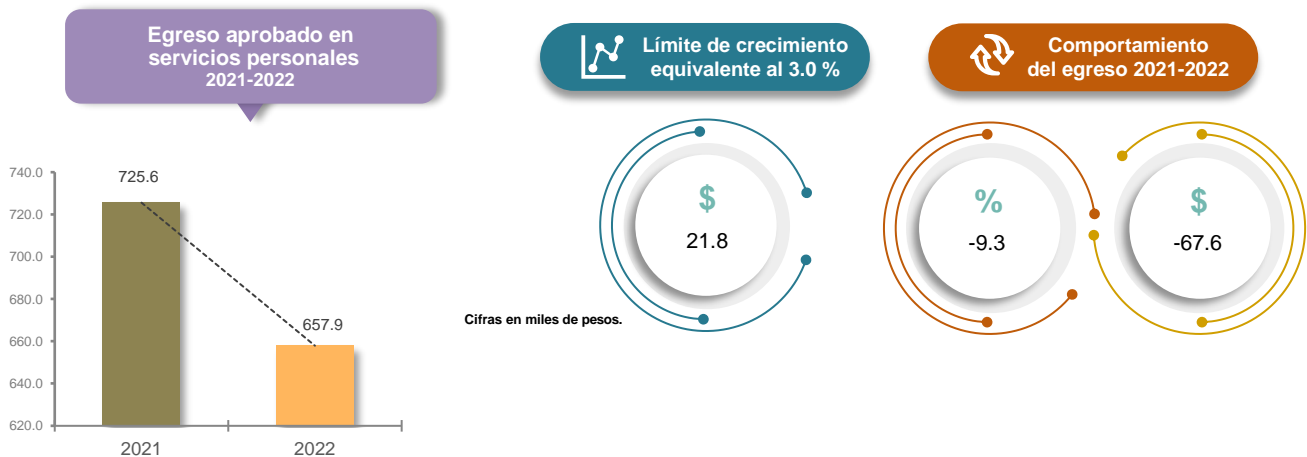 Egreso aprobado en
servicios personales
2021-2022
Límite de crecimiento
equivalente al 3.0 %
Comportamiento
del egreso 2021-2022
740.0
720.0
700.0
680.0
660.0
640.0
620.0
725.6
657.9
2021
2022
$
21.8
%
-9.3
$
-67.6
Cifras en miles de pesos.